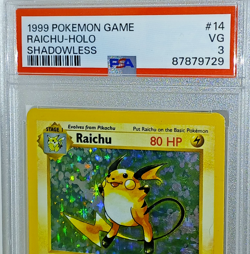 1999 POKEMON GAME #14
RAICHU-HOLO VG
SHADOWLESS 3
PSA 87879729
STAGE 1 Evolves from Pikachu Put Raichu on the Basic Pokémon
Raichu 80 HP